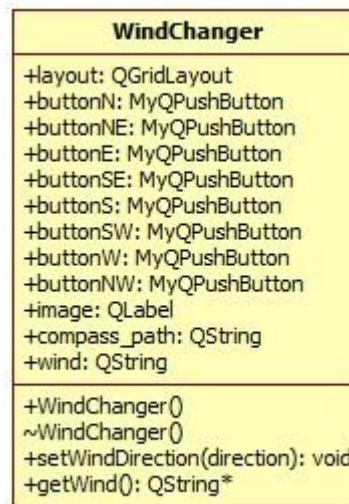 WindChanger
+layout: QGridLayout
+buttonN: MyQPushButton
+buttonNE: MyQPushButton
+buttonE: MyQPushButton
+buttonSE: MyQPushButton
+buttonS: MyQPushButton
+buttonSW: MyQPushButton
+buttonW: MyQPushButton
+buttonNW: MyQPushButton
+image: QLabel
+compass_path: QString
+wind: QString
+WindChanger()
~WindChanger()
+setWindDirection(direction): void
+getWind(): QString*